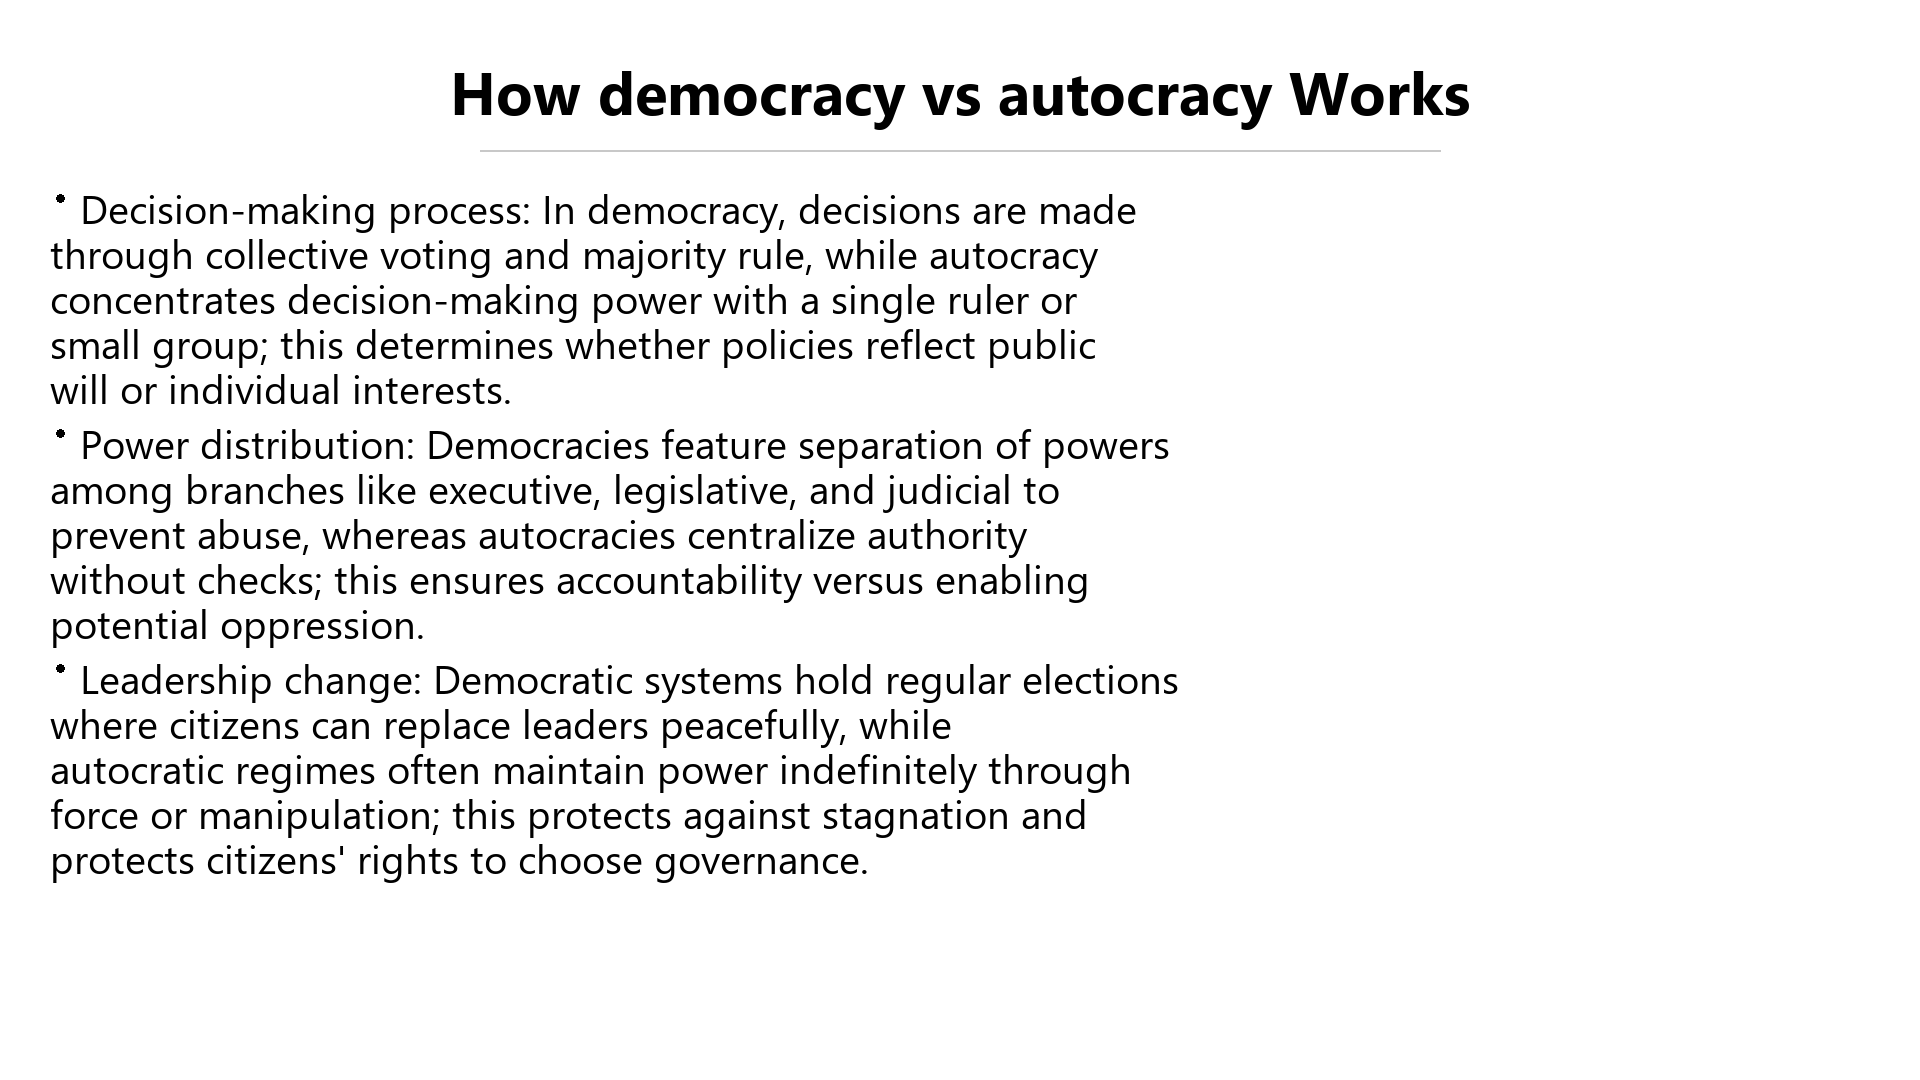 How democracy vs autocracy Works
• Decision-making process: In democracy, decisions are made
through collective voting and majority rule, while autocracy
concentrates decision-making power with a single ruler or
small group; this determines whether policies reflect public
will or individual interests.
• Power distribution: Democracies feature separation of powers
among branches like executive, legislative, and judicial to
prevent abuse, whereas autocracies centralize authority
without checks; this ensures accountability versus enabling
potential oppression.
• Leadership change: Democratic systems hold regular elections
where citizens can replace leaders peacefully, while
autocratic regimes often maintain power indefinitely through
force or manipulation; this protects against stagnation and
protects citizens' rights to choose governance.